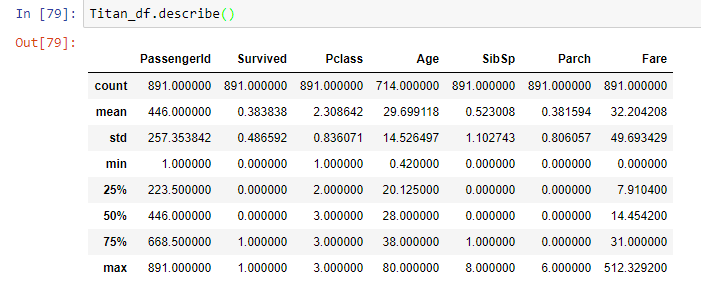 In [79]: Titan_df.describe()
Out[79]:
PassengerId Survived Pclass Age SibSp Parch Fare
count 891.000000 891.000000 891.000000 714.000000 891.000000 891.000000 891.000000
mean 446.000000 0.383838 2.308642 29.699118 0.523008 0.381594 32.204208
std 257.353842 0.486592 0.836071 14.526497 1.102743 0.806057 49.693429
min 1.000000 0.000000 1.000000 0.420000 0.000000 0.000000 0.000000
25% 223.500000 0.000000 2.000000 20.125000 0.000000 0.000000 7.910400
50% 446.000000 0.000000 3.000000 28.000000 0.000000 0.000000 14.454200
75% 668.500000 1.000000 3.000000 38.000000 1.000000 0.000000 31.000000
max 891.000000 1.000000 3.000000 80.000000 8.000000 6.000000 512.329200